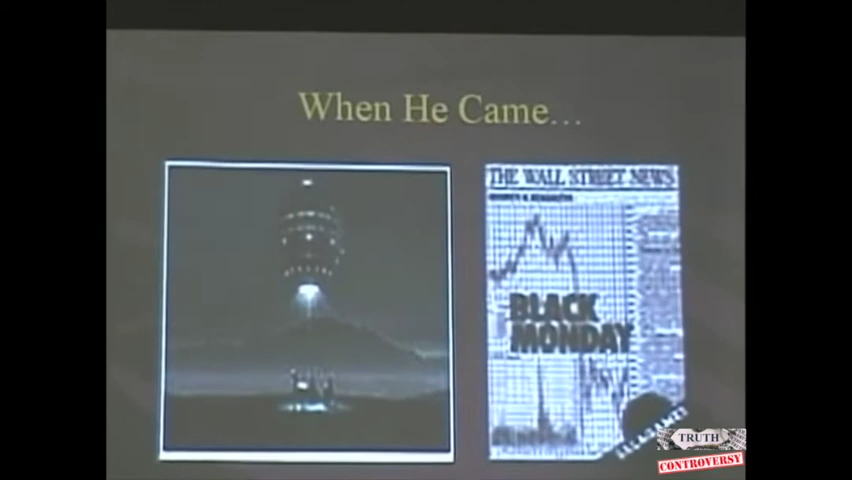 When He Came...
THE WALL STREET NEWS
BLACK
MONDAY
TRUTH
CONTROVERSY